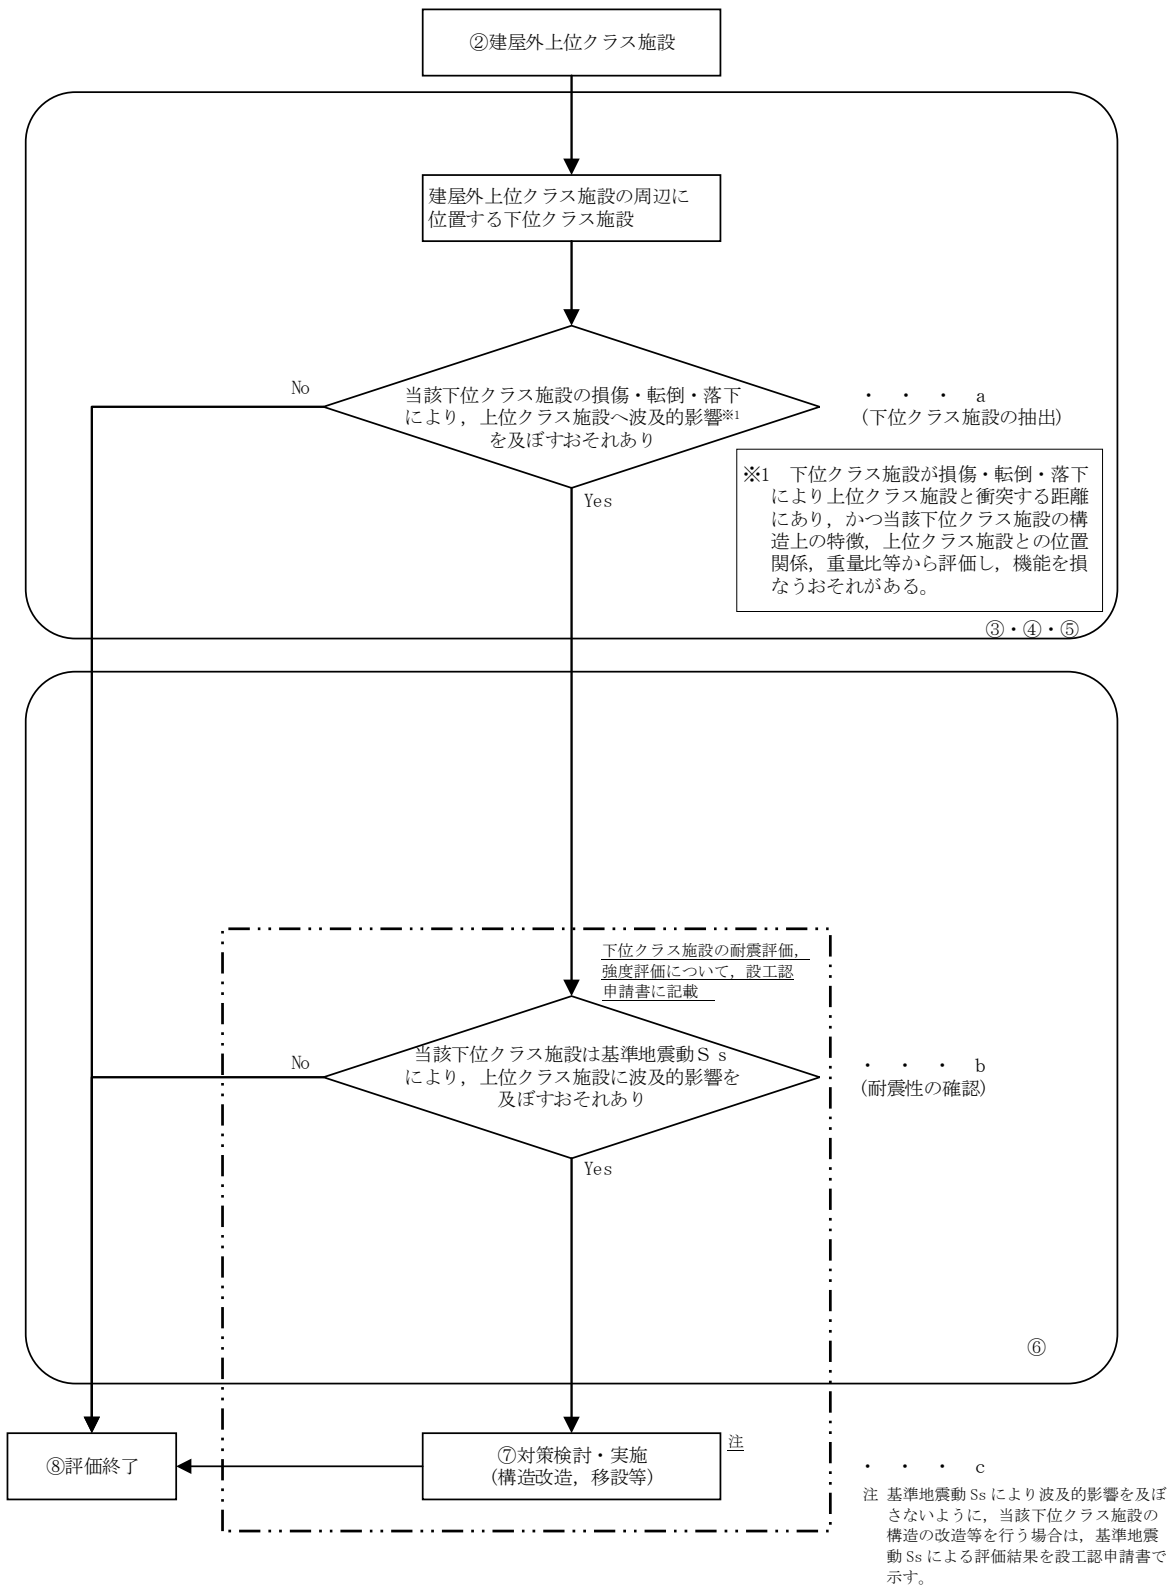 ②建屋外上位クラス施設
建屋外上位クラス施設の周辺に
位置する下位クラス施設
No
当該下位クラス施設の損傷・転倒・落下
により，上位クラス施設へ波及的影響※1
を及ぼすおそれあり
・　・　・　a
(下位クラス施設の抽出)
Yes
※1　下位クラス施設が損傷・転倒・落下
により上位クラス施設と衝突する距離
にあり，かつ当該下位クラス施設の構
造上の特徴，上位クラス施設との位置
関係，重量比等から評価し，機能を損
なうおそれがある。
③・④・⑤
下位クラス施設の耐震評価，
強度評価について，設工認
申請書に記載
No
当該下位クラス施設は基準地震動Ｓｓ
により，上位クラス施設に波及的影響を
及ぼすおそれあり
・　・　・　b
(耐震性の確認)
Yes
⑥
⑧評価終了
⑦対策検討・実施
(構造改造，移設等)
注
・　・　・　c
注 基準地震動 Ss により波及的影響を及ぼ
さないように，当該下位クラス施設の
構造の改造等を行う場合は，基準地震
動 Ss による評価結果を設工認申請書で
示す。